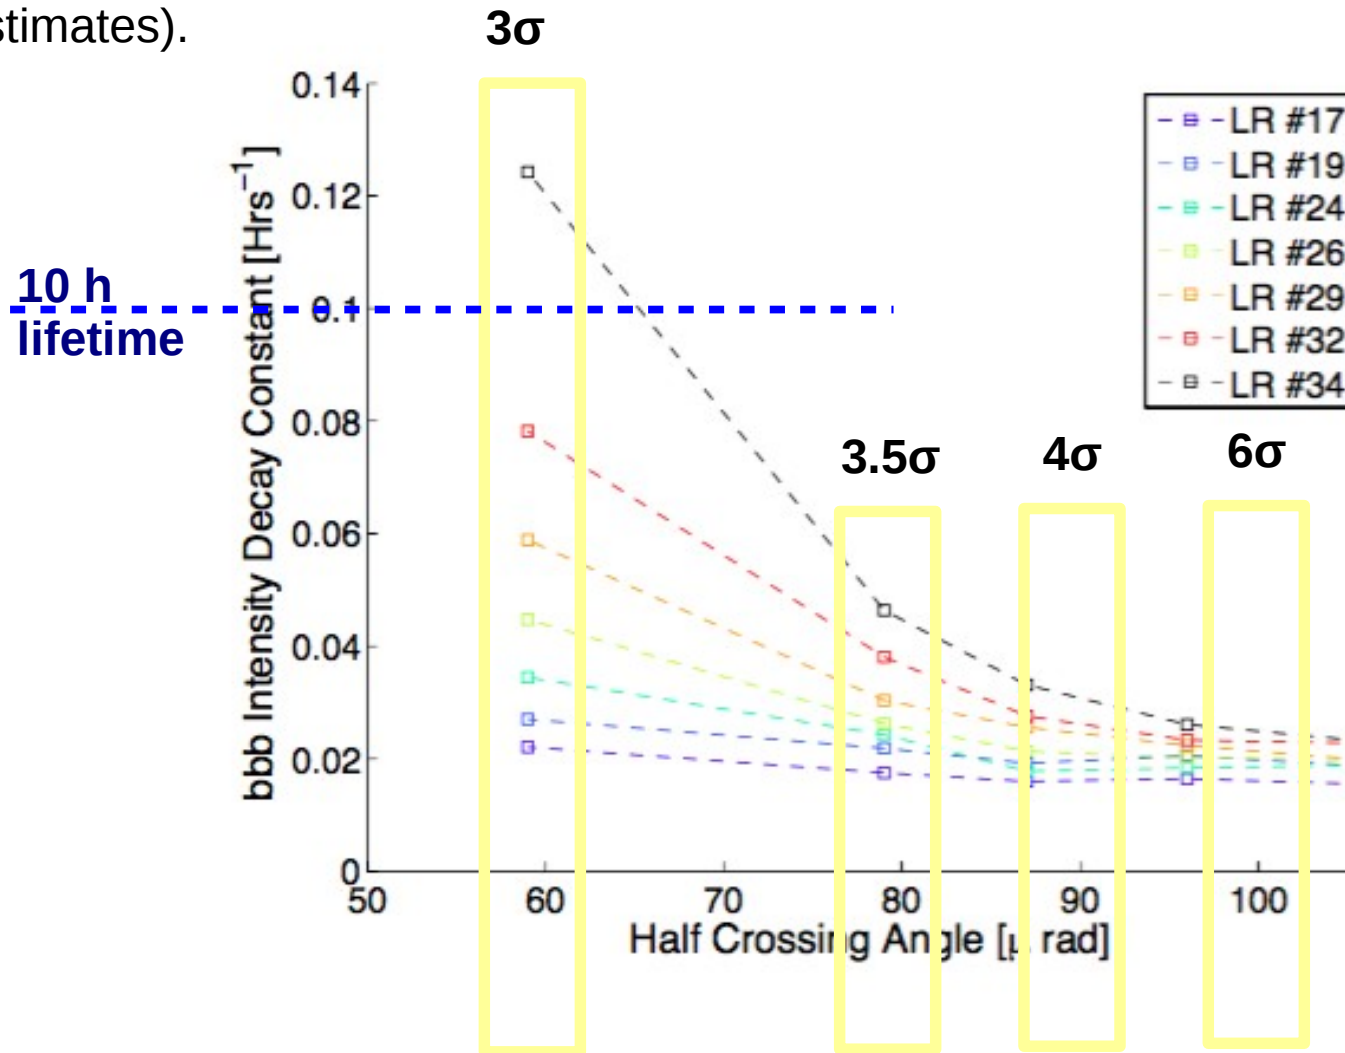 stimates).
3σ
0.14
0.12
0.1
0.08
0.06
0.04
0.02
0
bbb Intensity Decay Constant [Hrs⁻¹]
10 h
lifetime
LR #17
LR #19
LR #24
LR #26
LR #29
LR #32
LR #34
3.5σ
4σ
6σ
50 60 70 80 90 100
Half Crossing Angle [μ rad]